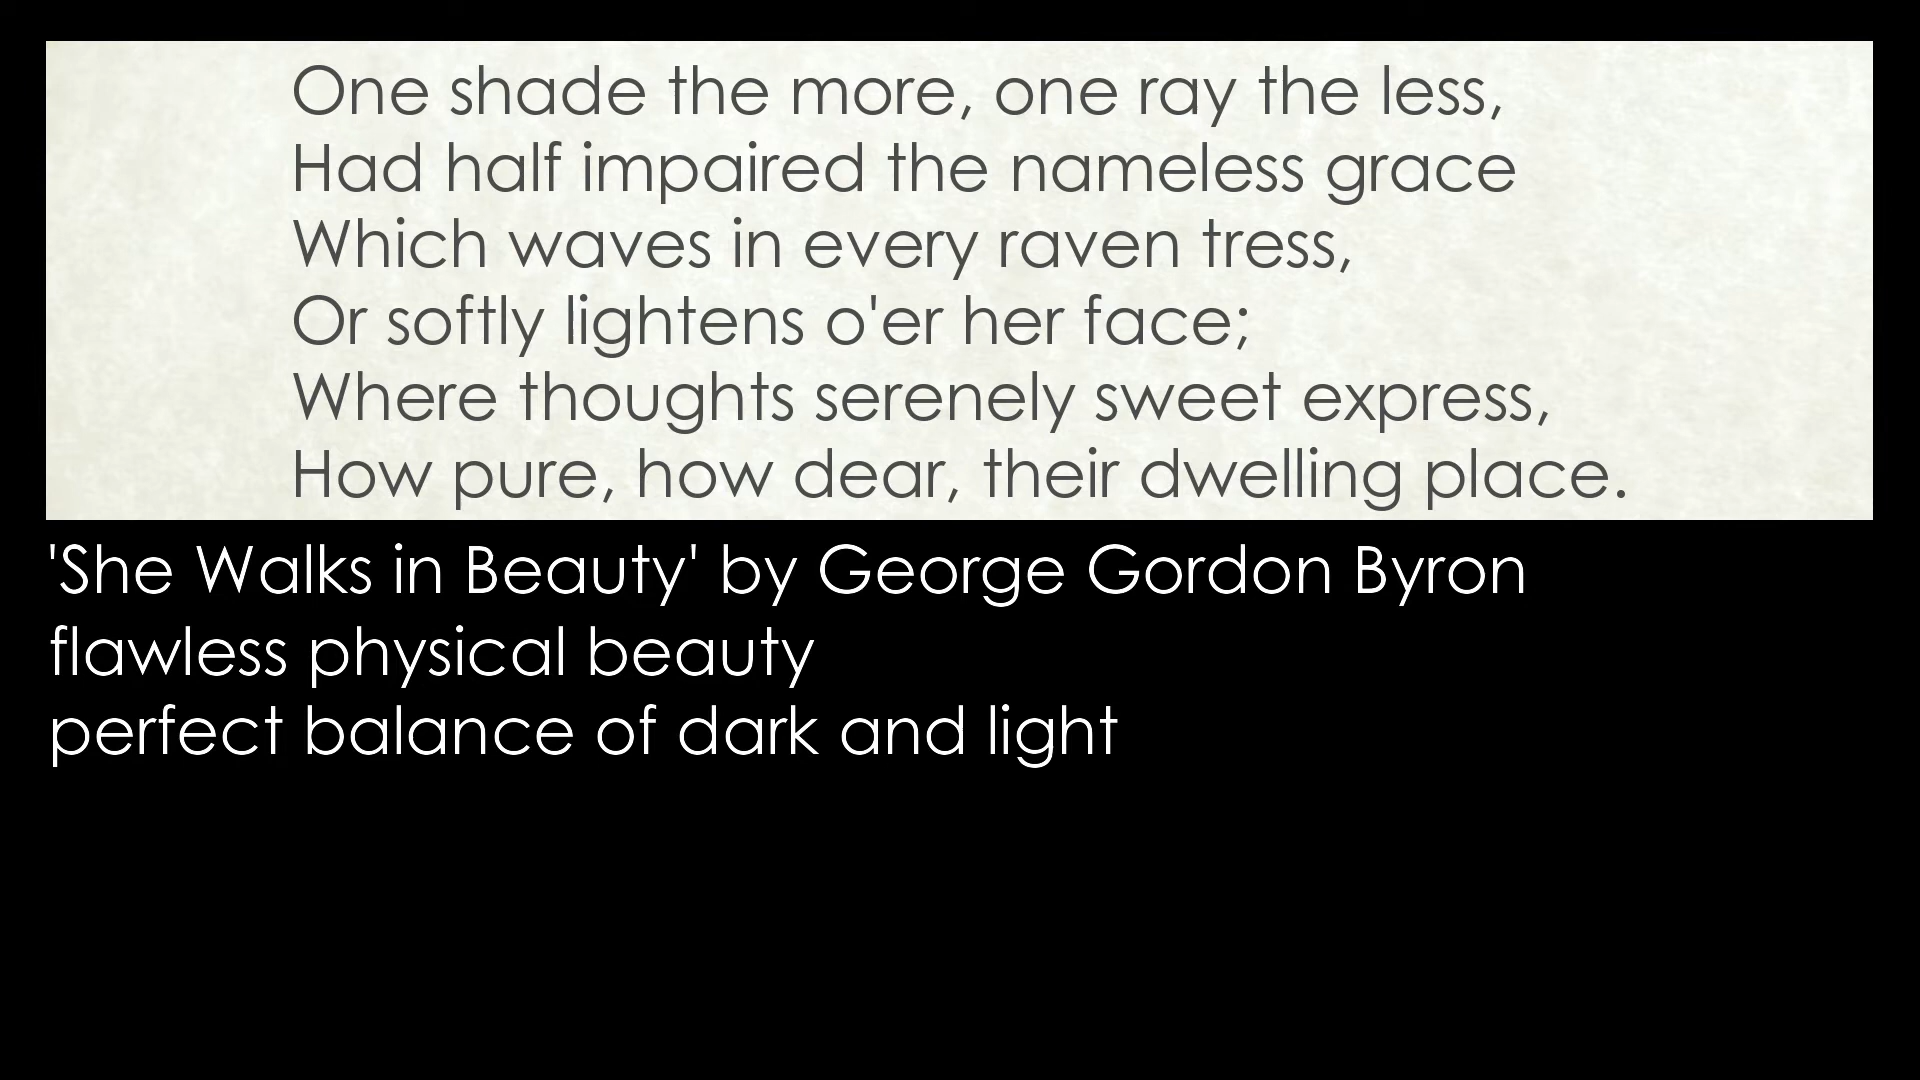 One shade the more, one ray the less,
Had half impaired the nameless grace
Which waves in every raven tress,
Or softly lightens o'er her face;
Where thoughts serenely sweet express,
How pure, how dear, their dwelling place.
'She Walks in Beauty' by George Gordon Byron
flawless physical beauty
perfect balance of dark and light